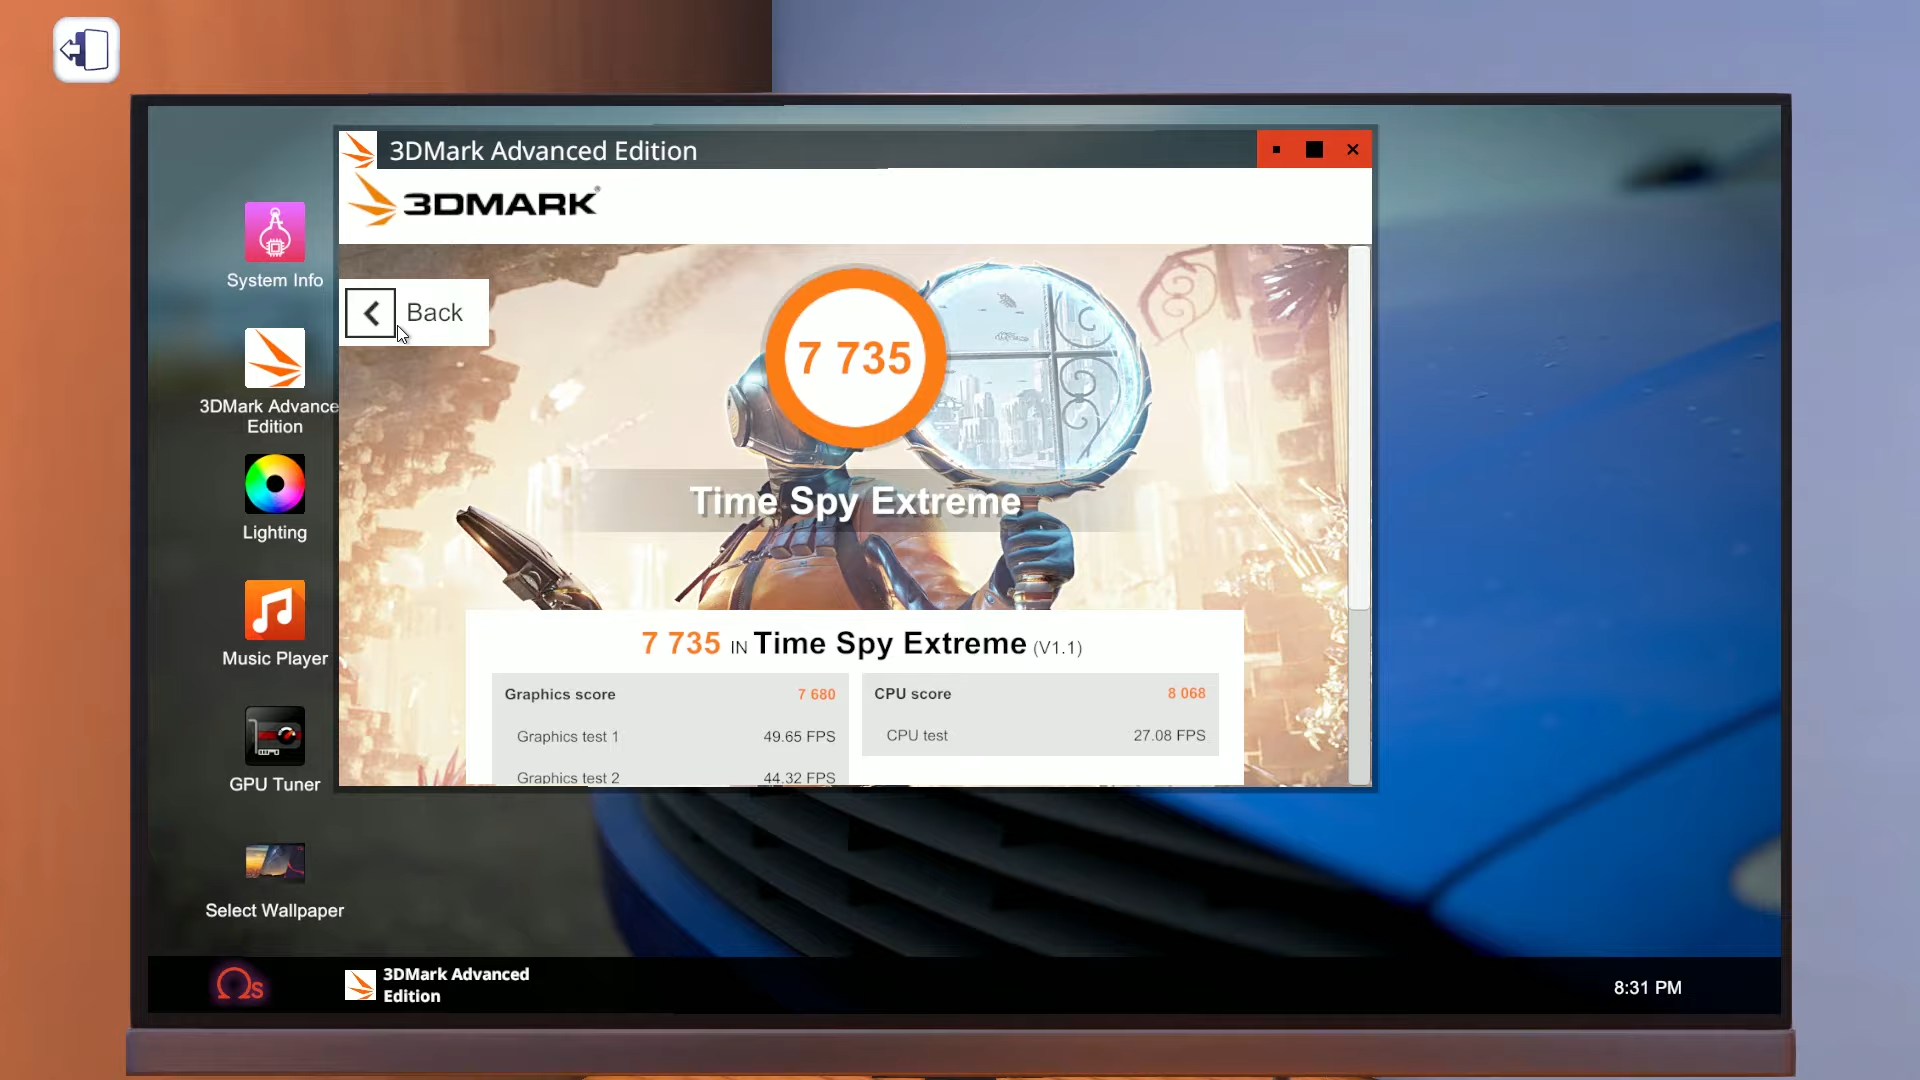 3DMark Advanced Edition
3DMARK®
System Info
Back
7 735
3DMark Advance
Edition
Time Spy Extreme
Lighting
7 735 IN Time Spy Extreme (V1.1)
Music Player
Graphics score 7 680
CPU score 8 068
Graphics test 1 49.65 FPS
CPU test 27.08 FPS
Graphics test 2 44.32 FPS
GPU Tuner
Select Wallpaper
Ωs
3DMark Advanced
Edition
8:31 PM